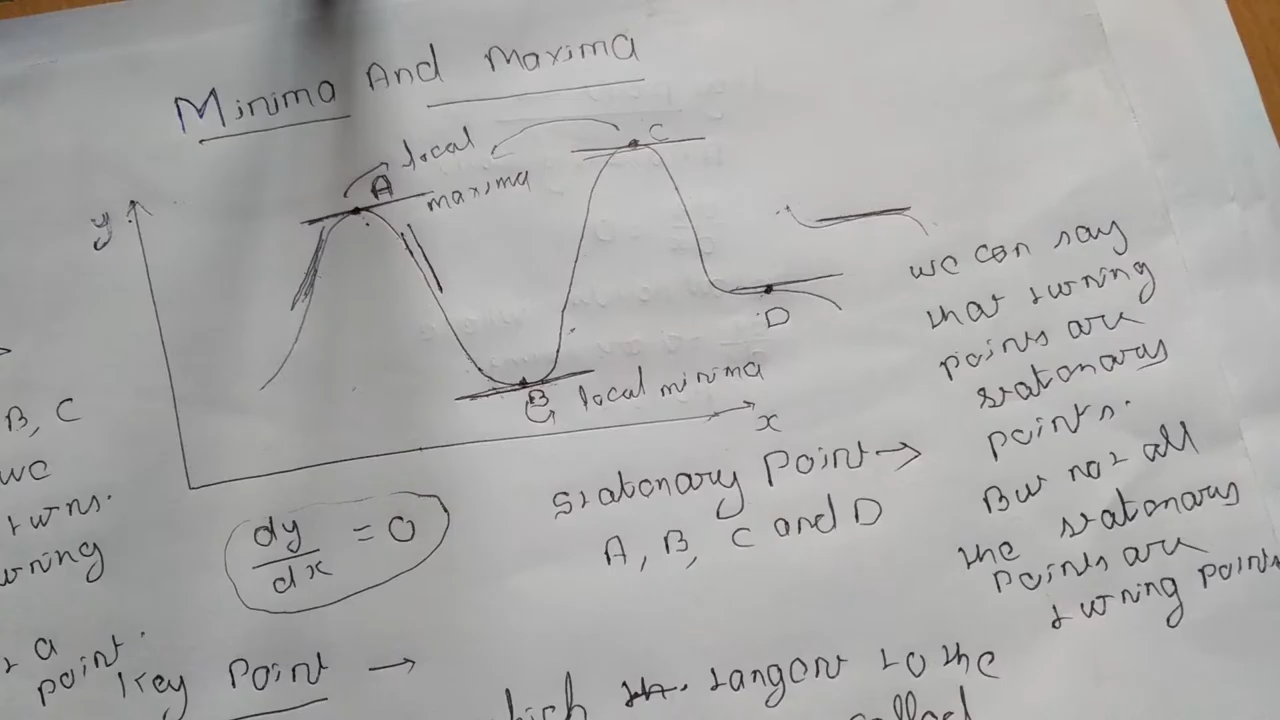 Minima And Maxima
y
A
local
maxima
C
B
local minima
D
x
we can say
that turning
points are
stationary
points.
But not all
the stationary
points are
turning points
B, C
we
turns.
dy/dx = 0
stationary Point →
A, B, C and D
a
point.
Key Point →
tangent to the